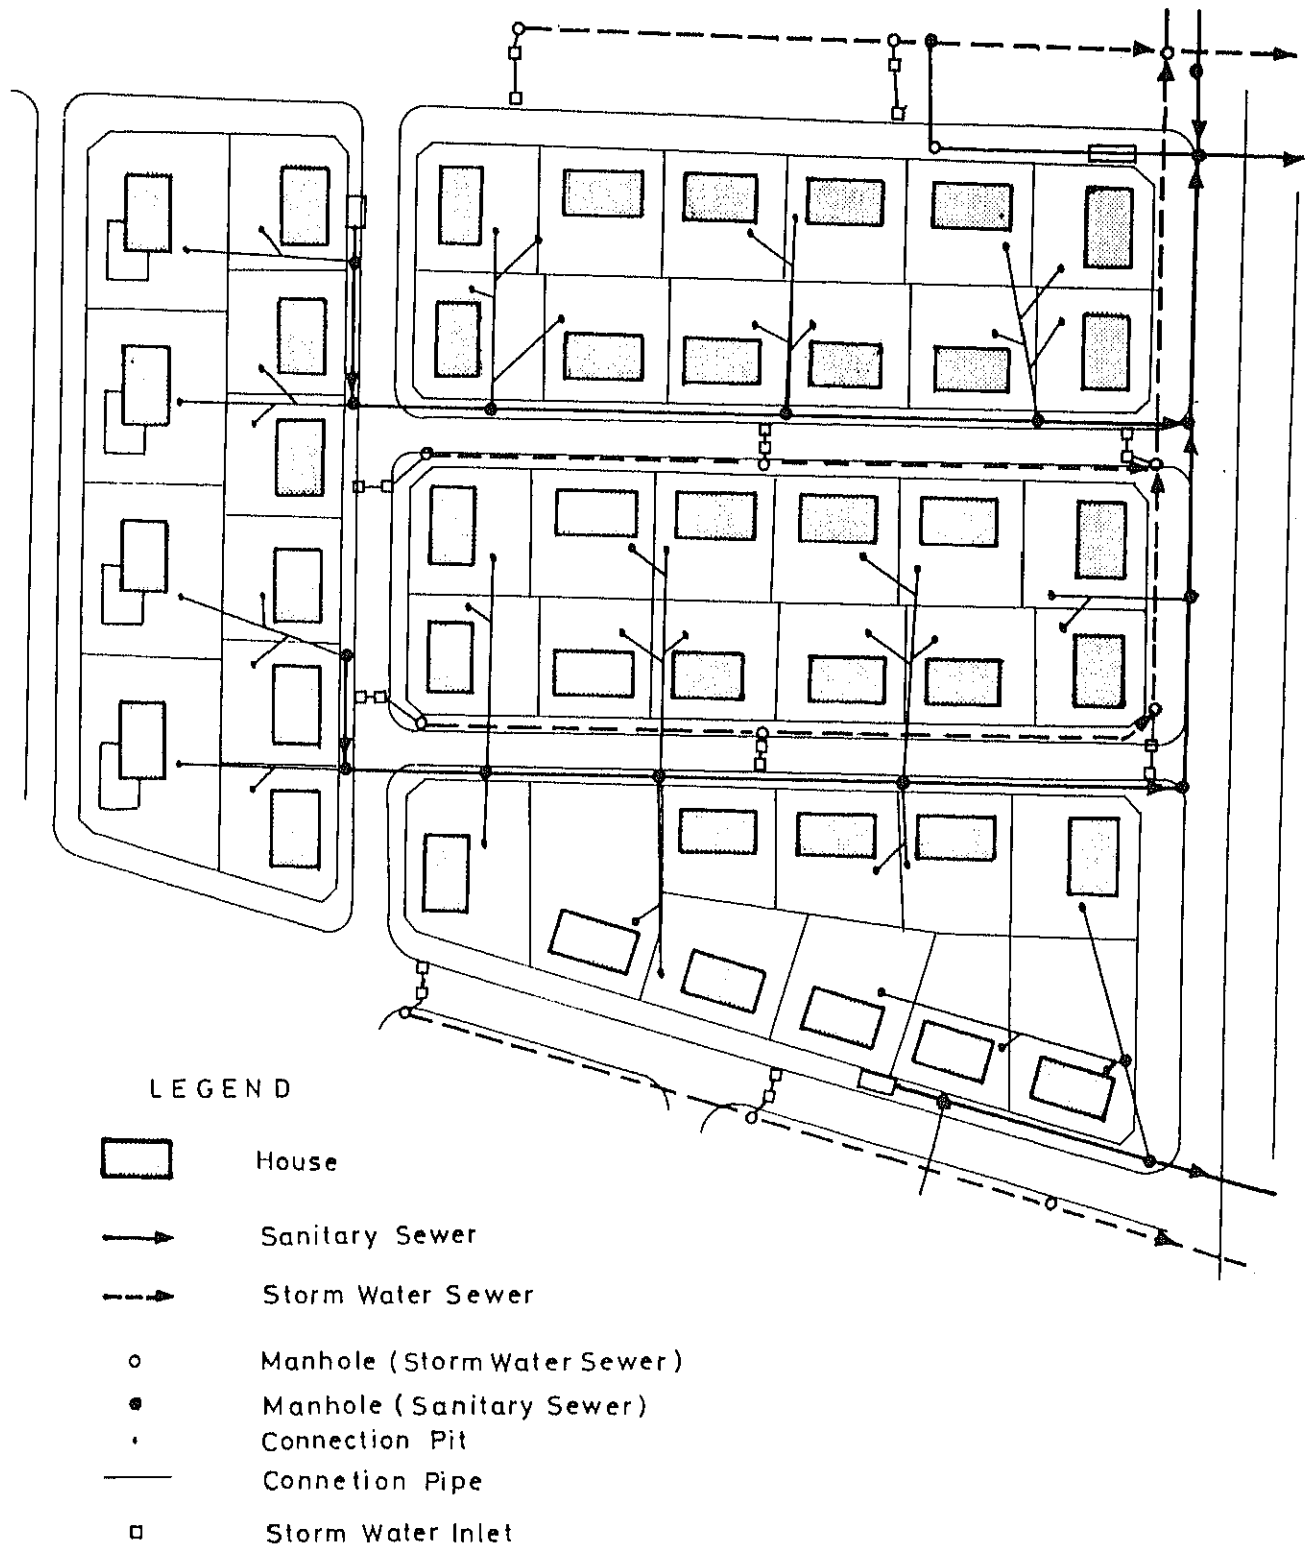 LEGEND
House
Sanitary Sewer
Storm Water Sewer
Manhole (Storm Water Sewer)
Manhole (Sanitary Sewer)
Connection Pit
Connetion Pipe
Storm Water Inlet